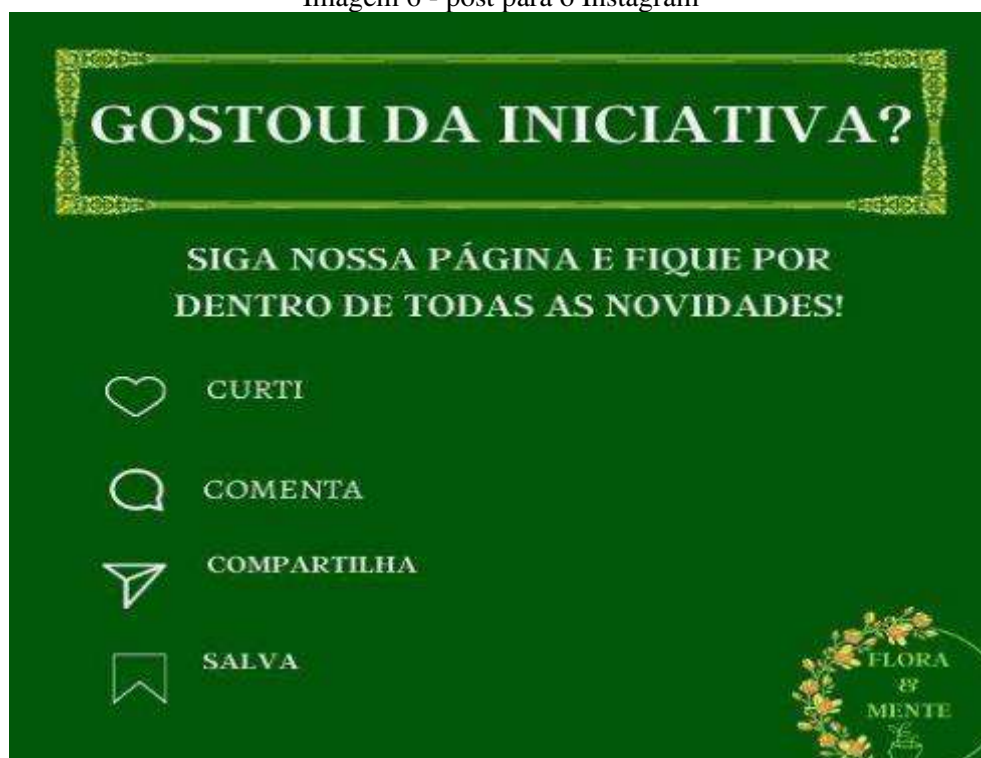 Imagem 6 - post para o Instagram
GOSTOU DA INICIATIVA?
SIGA NOSSA PÁGINA E FIQUE POR
DENTRO DE TODAS AS NOVIDADES!
CURTI
COMENTA
COMPARTILHA
SALVA
FLORA
&
MENTE